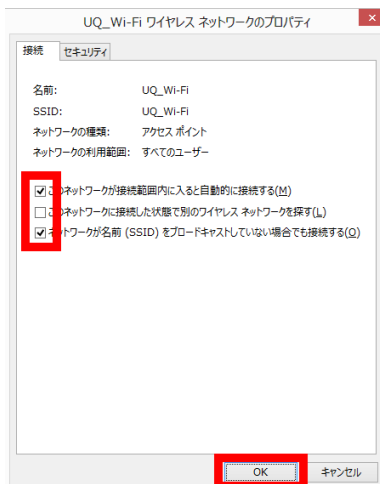 UQ_Wi-Fi ワイヤレス ネットワークのプロパティ
接続 セキュリティ
名前: UQ_Wi-Fi
SSID: UQ_Wi-Fi
ネットワークの種類: アクセス ポイント
ネットワークの利用範囲: すべてのユーザー
このネットワークが接続範囲内に入ると自動的に接続する(M)
このネットワークに接続した状態で別のワイヤレス ネットワークを探す(L)
ネットワークが名前 (SSID) をブロードキャストしていない場合でも接続する(O)
OK キャンセル